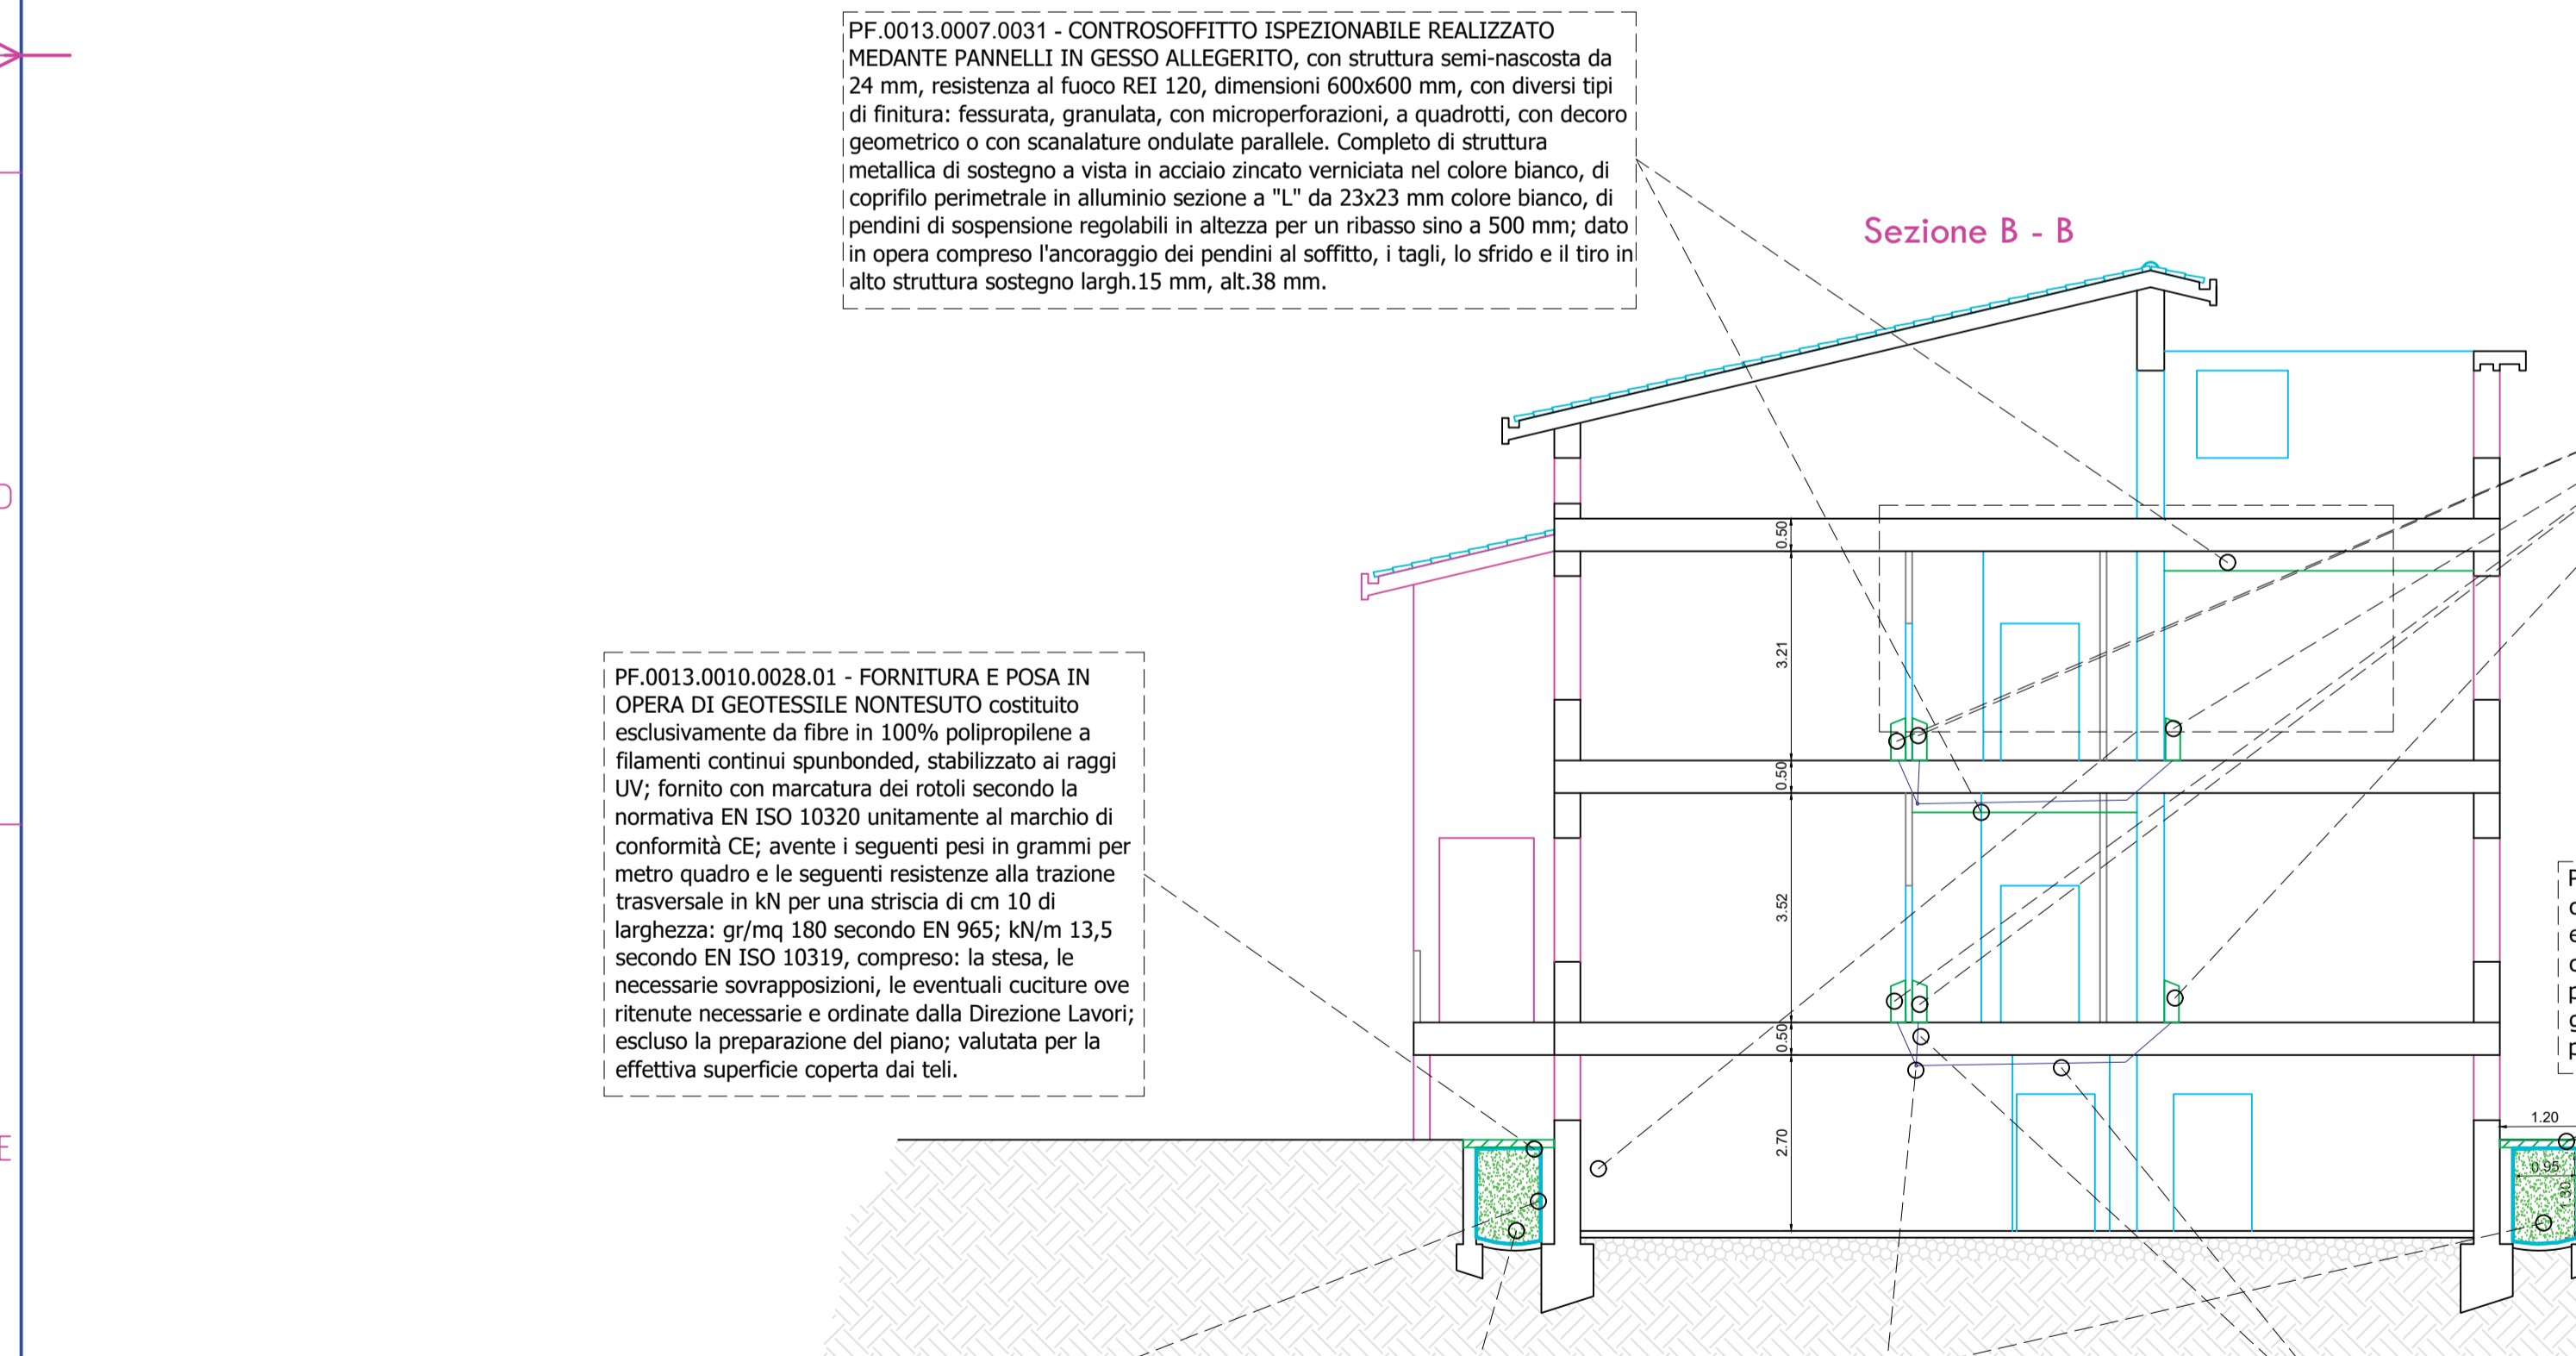 PF.0013.0007.0031 - CONTROSOFFITTO ISPEZIONABILE REALIZZATO
MEDANTE PANNELLI IN GESSO ALLEGERITO, con struttura semi-nascosta da
24 mm, resistenza al fuoco REI 120, dimensioni 600x600 mm, con diversi tipi
di finitura: fessurata, granulata, con microperforazioni, a quadrotti, con decoro
geometrico o con scanalature ondulate parallele. Completo di struttura
metallica di sostegno a vista in acciaio zincato verniciata nel colore bianco, di
coprifilo perimetrale in alluminio sezione a "L" da 23x23 mm colore bianco, di
pendini di sospensione regolabili in altezza per un ribasso sino a 500 mm; dato
in opera compreso l'ancoraggio dei pendini al soffitto, i tagli, lo sfrido e il tiro in
alto struttura sostegno largh.15 mm, alt.38 mm.
Sezione B - B
0.50
3.21
0.50
3.52
0.50
2.70
PF.0013.0010.0028.01 - FORNITURA E POSA IN
OPERA DI GEOTESSILE NONTESUTO costituito
esclusivamente da fibre in 100% polipropilene a
filamenti continui spunbonded, stabilizzato ai raggi
UV; fornito con marcatura dei rotoli secondo la
normativa EN ISO 10320 unitamente al marchio di
conformità CE; avente i seguenti pesi in grammi per
metro quadro e le seguenti resistenze alla trazione
trasversale in kN per una striscia di cm 10 di
larghezza: gr/mq 180 secondo EN 965; kN/m 13,5
secondo EN ISO 10319, compreso: la stesa, le
necessarie sovrapposizioni, le eventuali cuciture ove
ritenute necessarie e ordinate dalla Direzione Lavori;
escluso la preparazione del piano; valutata per la
effettiva superficie coperta dai teli.
1.20
0.95
1.30
E